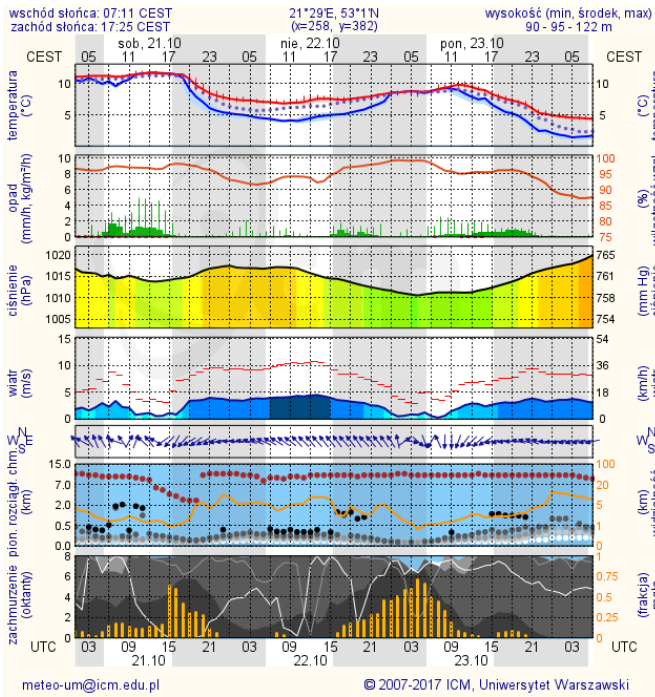 wschód słońca: 07:11 CEST 21°29'E, 53°1'N wysokość (min, środek, max)
zachód słońca: 17:25 CEST (x=258, y=382) 90 - 95 - 122 m
sob, 21.10 nie, 22.10 pon, 23.10
CEST 05 11 17 23 05 11 17 23 05 11 17 23 05 CEST
temperatura (°C)
10
5
10
5
(°C)
opad (mm/h, kg/m²/h)
10
8
6
4
2
0
100
95
90
85
80
75
(%)
ciśnienie (hPa)
1020
1015
1010
1005
765
761
758
754
(mm Hg)
wiatr (m/s)
15
10
5
0
54
36
18
0
(km/h)
N
W E
S
N
W
S
pion. rozciągł. chm. (km)
15.0
7.0
2.0
0.5
0.0
100
20
5
1
0
(km)
zachmurzenie (oktanty)
8
6
4
2
0
1
0.75
0.5
0.25
0
(frakcja)
UTC 03 09 15 21 03 09 15 21 03 09 15 21 03 UTC
21.10 22.10 23.10
meteo-um@icm.edu.pl © 2007-2017 ICM, Uniwersytet Warszawski